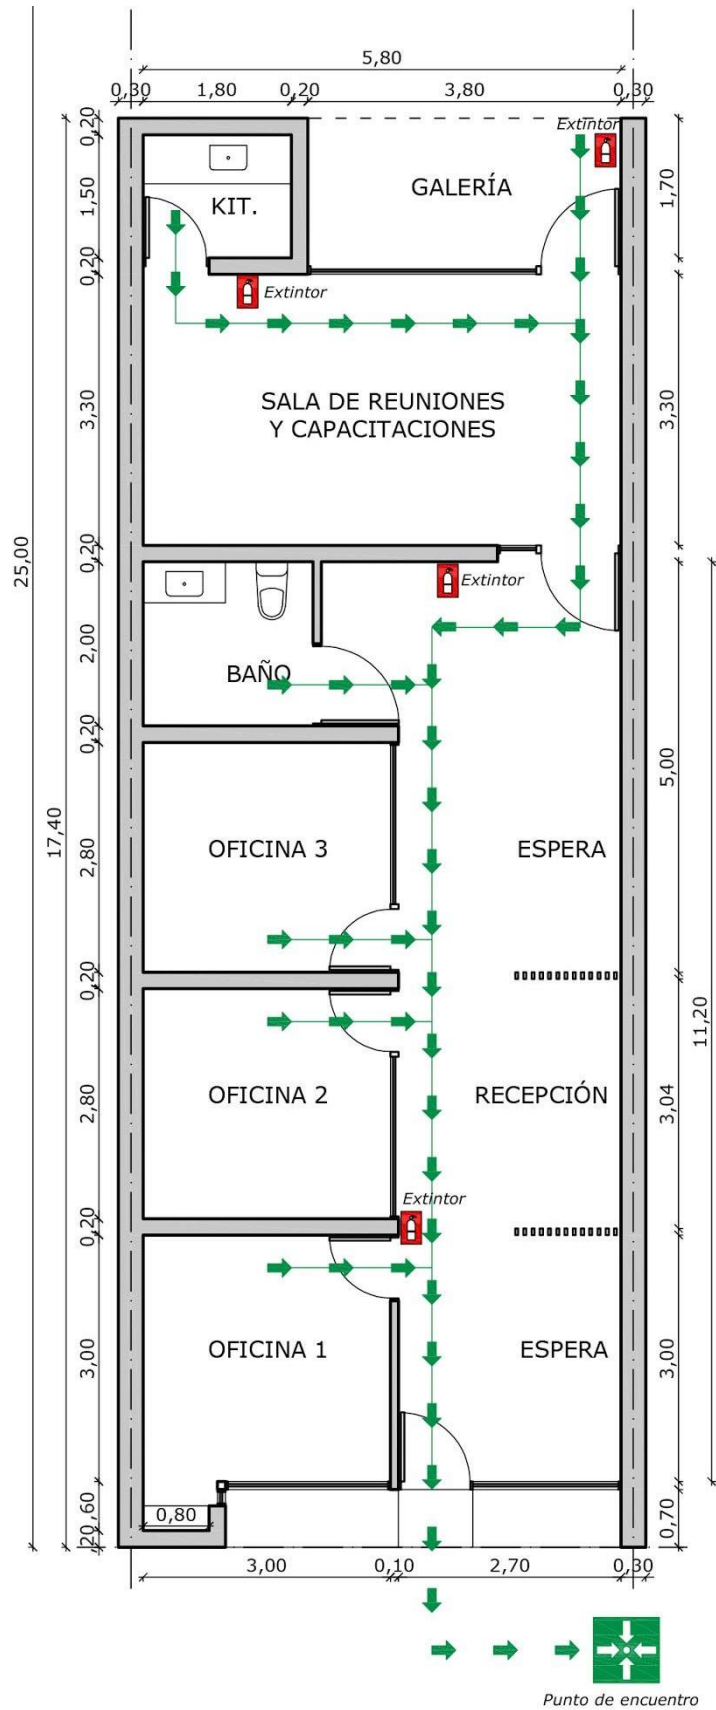 5,80
0,30
1,80
0,20
3,80
0,30
0,20
Extintor
1,50
KIT.
GALERÍA
1,70
0,20
Extintor
3,30
SALA DE REUNIONES
Y CAPACITACIONES
3,30
25,00
0,20
Extintor
2,00
BAÑO
0,20
17,40
5,00
2,80
OFICINA 3
ESPERA
0,20
11,20
2,80
OFICINA 2
RECEPCIÓN
3,04
Extintor
0,20
3,00
OFICINA 1
ESPERA
3,00
0,60
0,80
0,70
3,00
0,10
2,70
0,30
Punto de encuentro